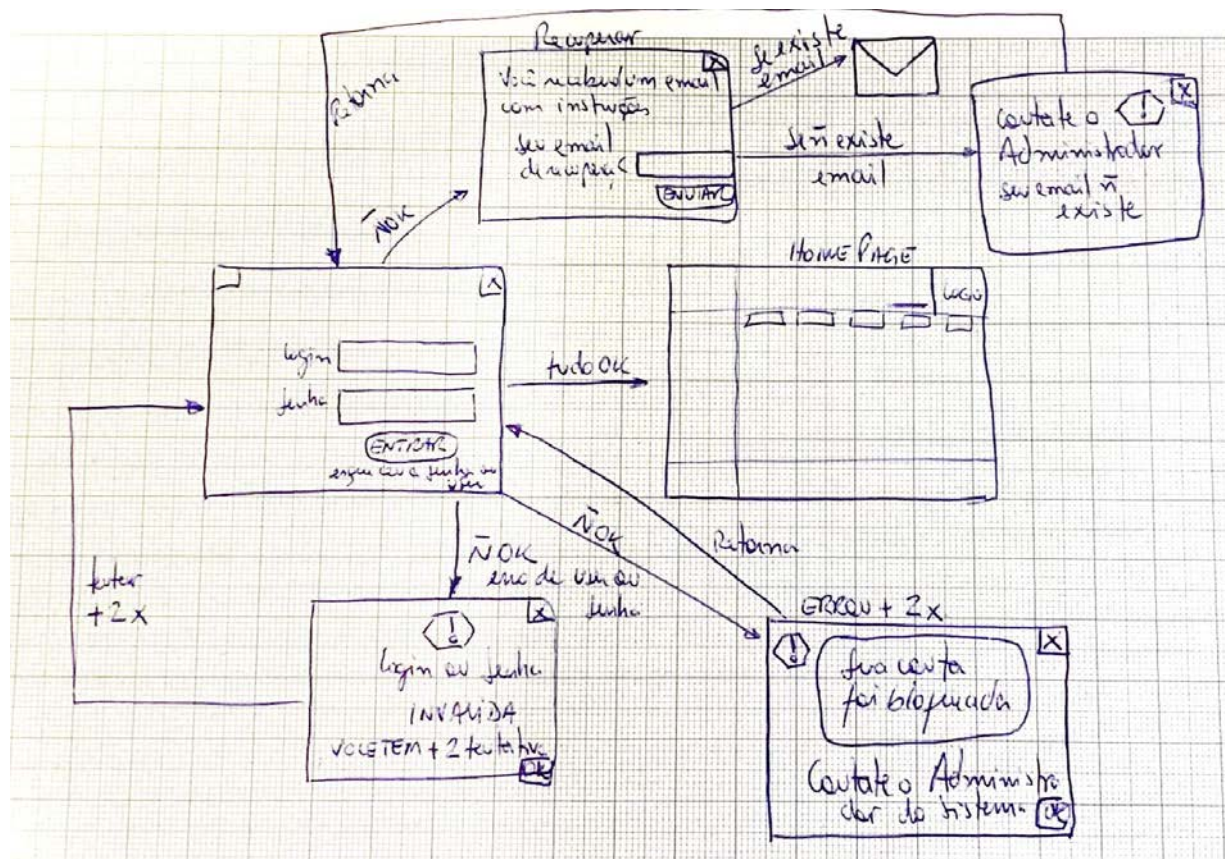 Recuperar
Você receberá um email
com instruções
seu email
de recuperaç
ENVIAR
X
se existe
email
se ñ existe
email
X
!
contate o
Administrador
seu email ñ
existe
Retorna
ÑOK
X
login
senha
ENTRAR
esqueceu a senha ou
user
tudo OK
HOME PAGE
LOGO
ÑOK
erro de user ou
senha
ÑOK
Retorna
tentar
+ 2 x
X
!
login ou senha
INVALIDA
VOCE TEM + 2 tentativa
OK
ERROU + 2 x
X
!
sua conta
foi bloqueada
Contate o Administra
dor do sistema
OK